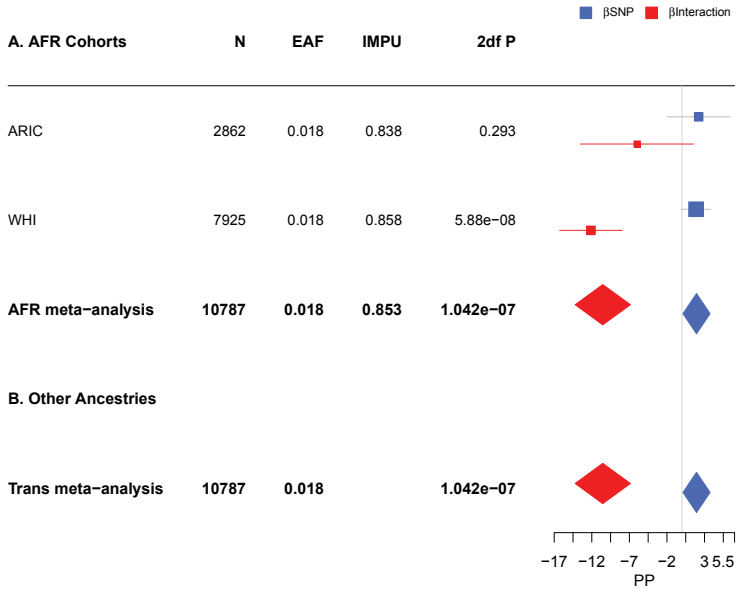 βSNP βInteraction
A. AFR Cohorts N EAF IMPU 2df P
ARIC 2862 0.018 0.838 0.293
WHI 7925 0.018 0.858 5.88e−08
AFR meta−analysis 10787 0.018 0.853 1.042e−07
B. Other Ancestries
Trans meta−analysis 10787 0.018 1.042e−07
−17 −12 −7 −2 3 5.5
PP